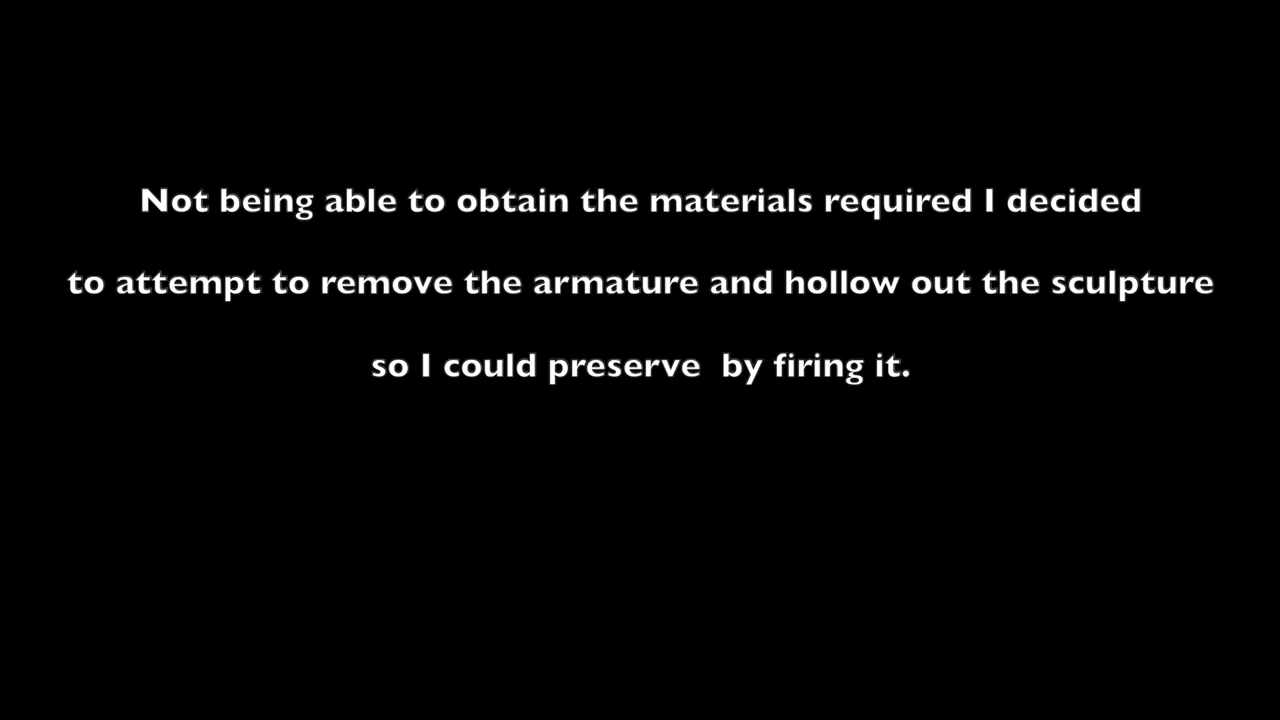 Not being able to obtain the materials required I decided
to attempt to remove the armature and hollow out the sculpture
so I could preserve  by firing it.